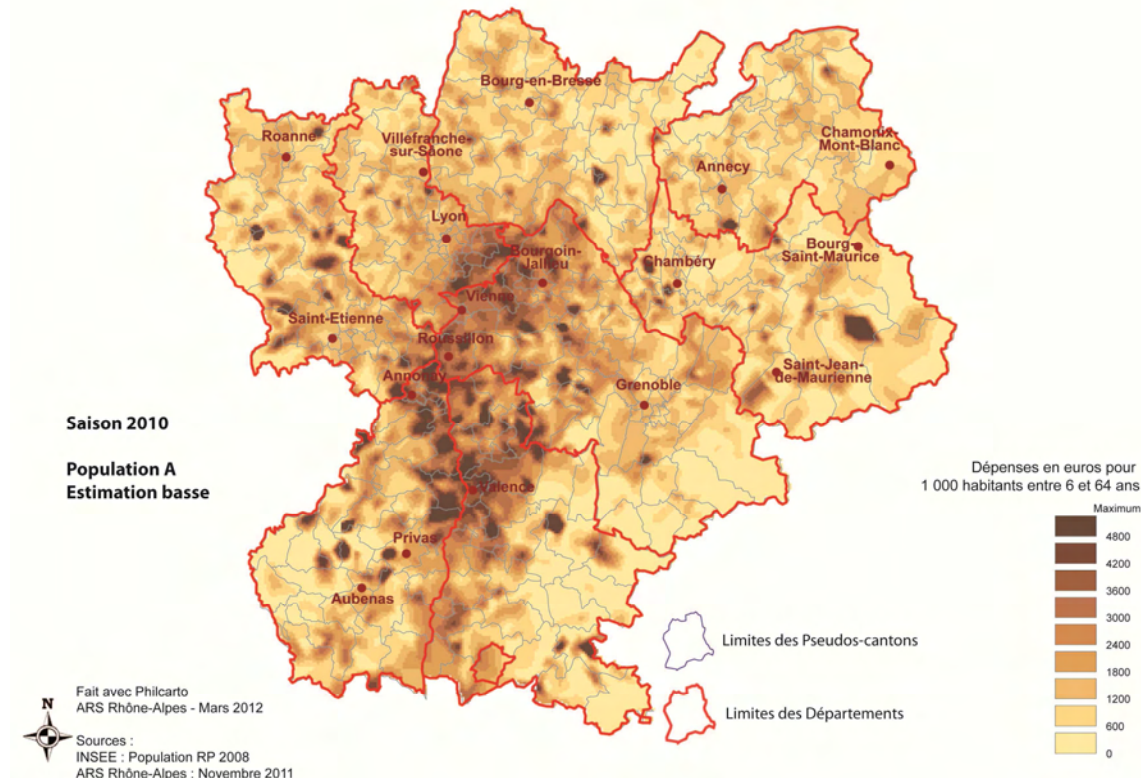 Bourg-en-Bresse
Roanne
Villefranche-
sur-Saone
Chamonix-
Mont-Blanc
Annecy
Lyon
Bourgoin-
Jallieu
Bourg-
Saint-Maurice
Chambéry
Vienne
Saint-Etienne
Roussillon
Saint-Jean-
de-Maurienne
Annonay
Grenoble
Saison 2010
Population A
Estimation basse
Valence
Privas
Aubenas
Dépenses en euros pour
1 000 habitants entre 6 et 64 ans
Maximum
4800
4200
3600
3000
2400
1800
1200
600
0
Limites des Pseudos-cantons
Limites des Départements
N
Fait avec Philcarto
ARS Rhône-Alpes - Mars 2012
Sources :
INSEE : Population RP 2008
ARS Rhône-Alpes : Novembre 2011